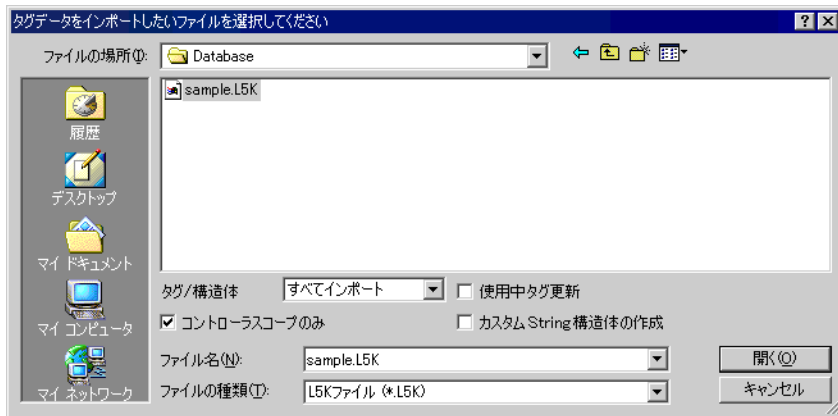 タグデータをインポートしたいファイルを選択してください
ファイルの場所(I):
Database
sample.L5K
履歴
デスクトップ
マイ ドキュメント
マイ コンピュータ
マイ ネットワーク
タグ/構造体
すべてインポート
使用中タグ更新
コントローラスコープのみ
カスタムString構造体の作成
ファイル名(N):
sample.L5K
開く(O)
ファイルの種類(T):
L5Kファイル (*.L5K)
キャンセル